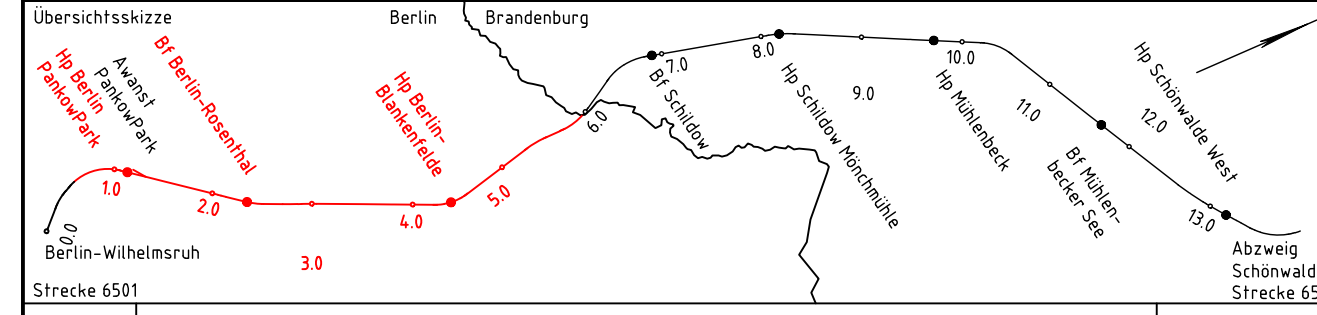 Übersichtsskizze
Berlin
Brandenburg
Hp Berlin
PankowPark
Awanst
PankowPark
Bf Berlin-Rosenthal
Hp Berlin-
Blankenfelde
Bf Schildow
Hp Schildow Mönchmühle
Hp Mühlenbeck
Bf Mühlen-
becker See
Hp Schönwalde West
0.0
1.0
2.0
3.0
4.0
5.0
6.0
7.0
8.0
9.0
10.0
11.0
12.0
13.0
Berlin-Wilhelmsruh
Strecke 6501
Abzweig
Schönwald
Strecke 65